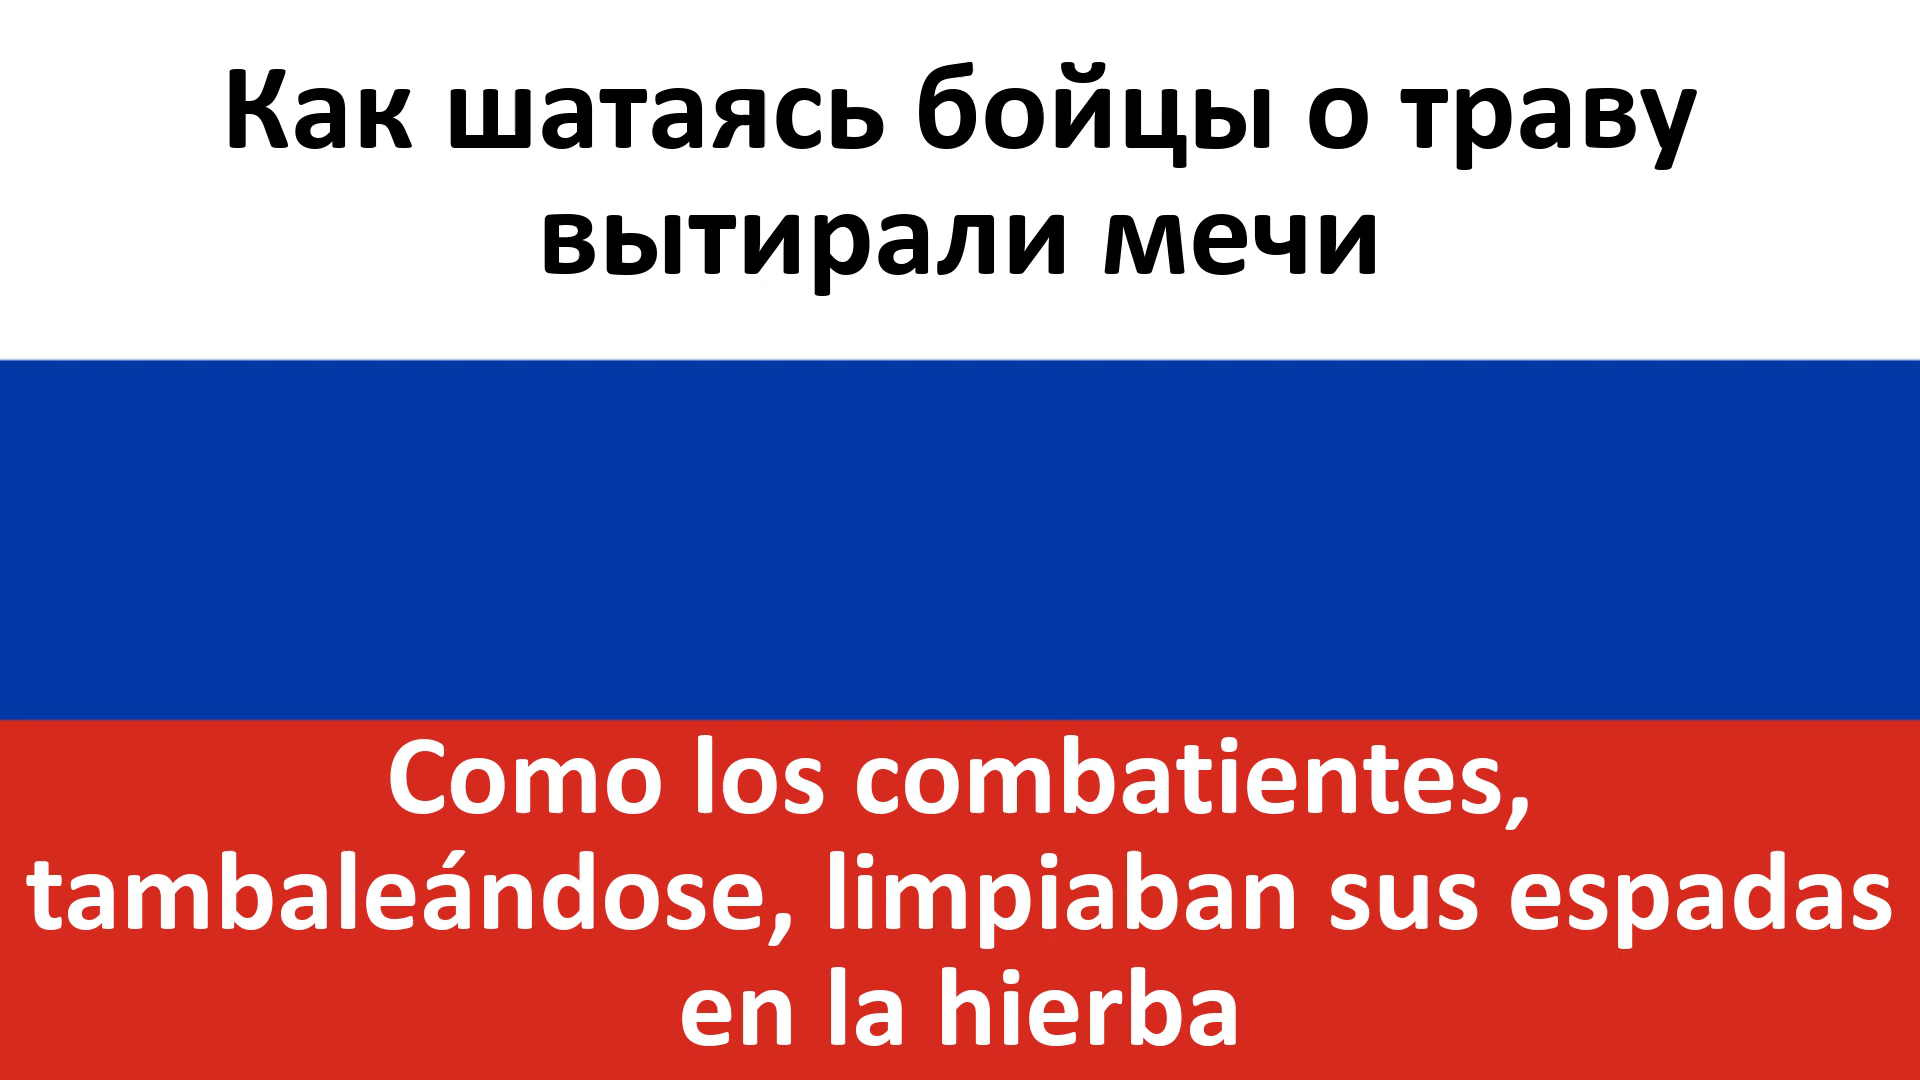 Как шатаясь бойцы о траву
вытирали мечи
Como los combatientes,
tambaleándose, limpiaban sus espadas
en la hierba